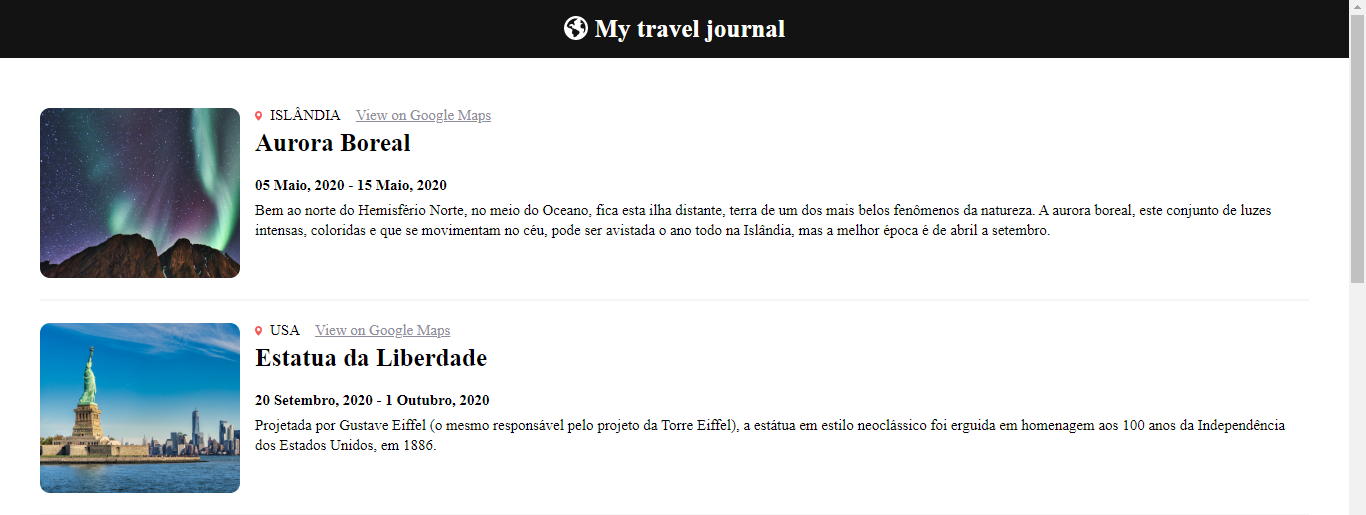 My travel journal
ISLÂNDIA View on Google Maps
Aurora Boreal
05 Maio, 2020 - 15 Maio, 2020
Bem ao norte do Hemisfério Norte, no meio do Oceano, fica esta ilha distante, terra de um dos mais belos fenômenos da natureza. A aurora boreal, este conjunto de luzes
intensas, coloridas e que se movimentam no céu, pode ser avistada o ano todo na Islândia, mas a melhor época é de abril a setembro.
USA View on Google Maps
Estatua da Liberdade
20 Setembro, 2020 - 1 Outubro, 2020
Projetada por Gustave Eiffel (o mesmo responsável pelo projeto da Torre Eiffel), a estátua em estilo neoclássico foi erguida em homenagem aos 100 anos da Independência
dos Estados Unidos, em 1886.